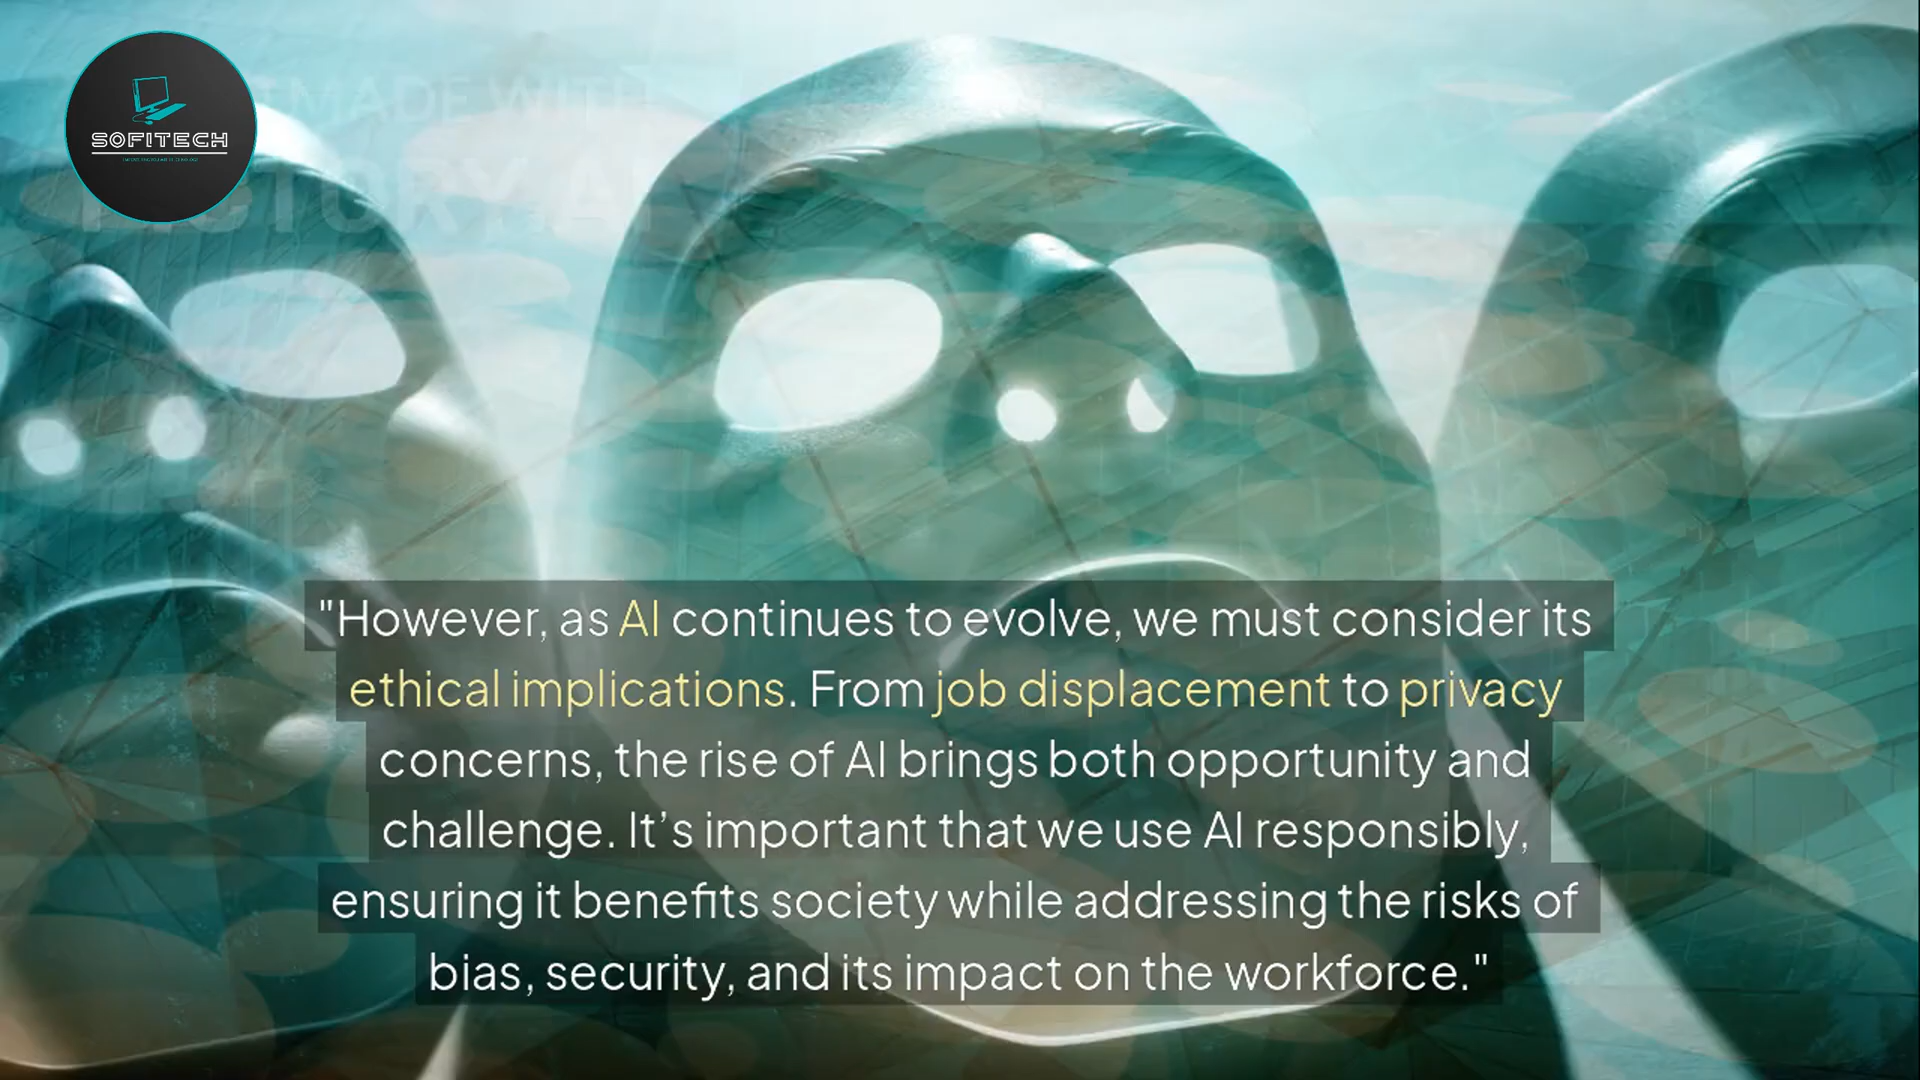 MADE WITH
SOFITECH
"However, as AI continues to evolve, we must consider its
ethical implications. From job displacement to privacy
concerns, the rise of AI brings both opportunity and
challenge. It’s important that we use AI responsibly,
ensuring it benefits society while addressing the risks of
bias, security, and its impact on the workforce."